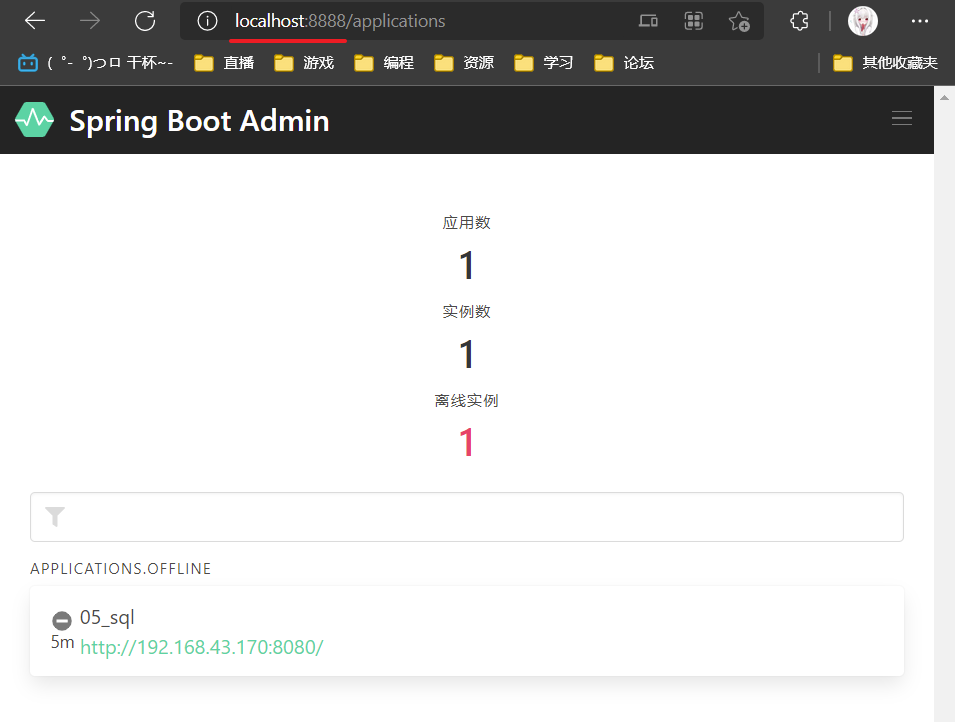 localhost:8888/applications
( ゜- ゜)つロ 干杯~- 直播 游戏 编程 资源 学习 论坛 其他收藏夹
Spring Boot Admin
应用数
1
实例数
1
离线实例
1
APPLICATIONS.OFFLINE
05_sql
5m http://192.168.43.170:8080/